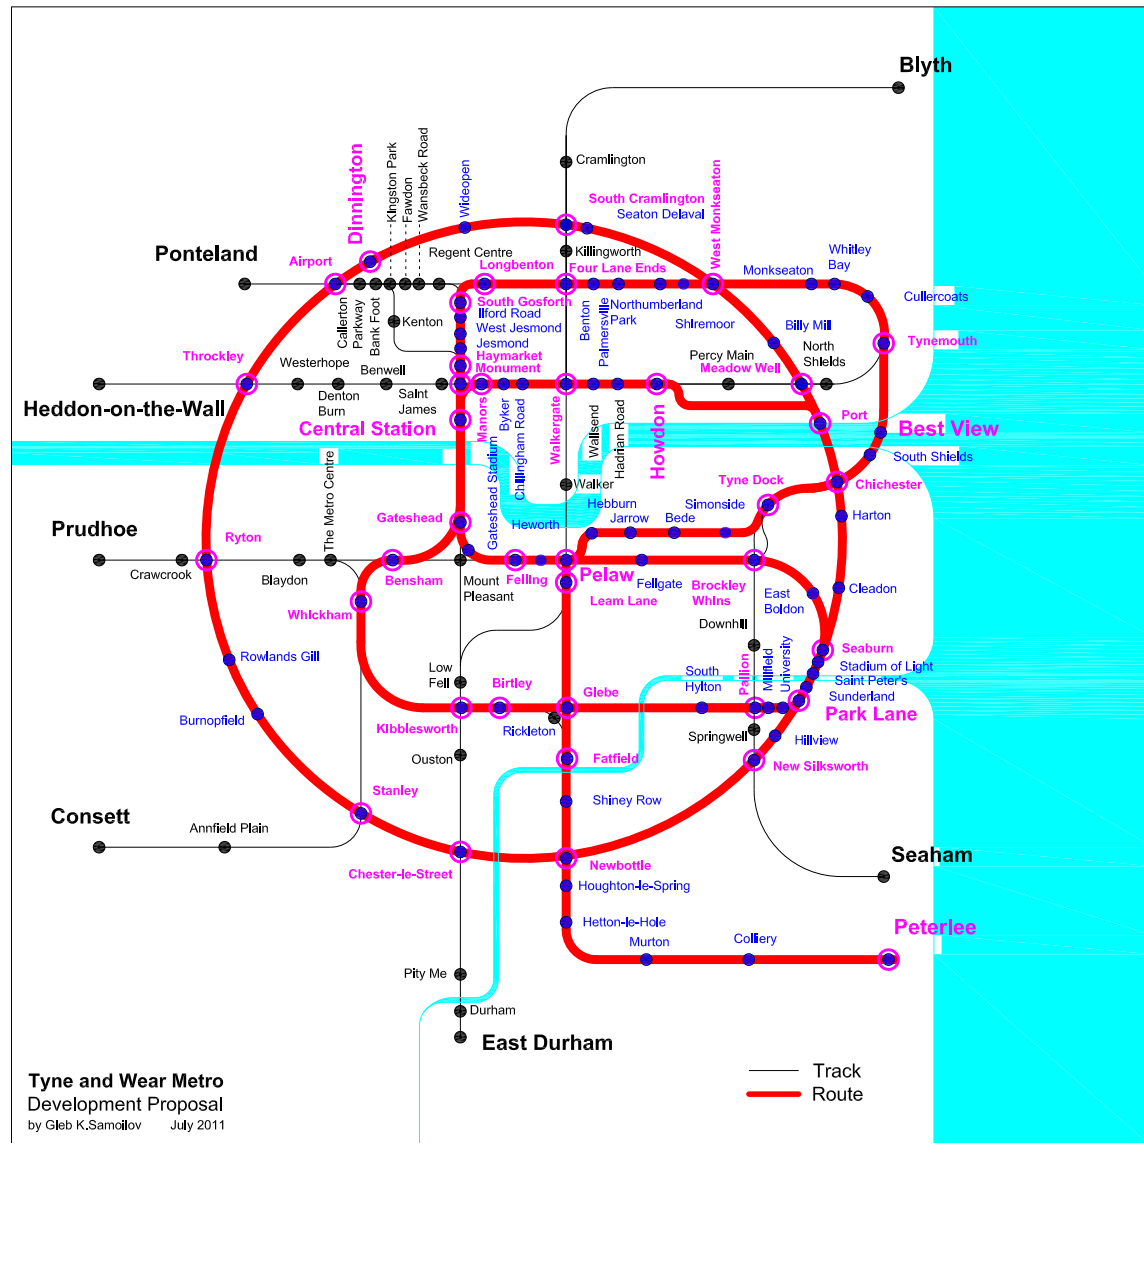 Blyth
Kingston Park
Fawdon
Wansbeck Road
Cramlington
Dinnington
Wideopen
South Cramlington
Seaton Delaval
West Monkseaton
Ponteland
Airport
Regent Centre
Killingworth
Longbenton
Four Lane Ends
Monkseaton
Whitley
Bay
Cullercoats
Callerton
Parkway
Bank Foot
Kenton
South Gosforth
Ilford Road
West Jesmond
Jesmond
Benton
Palmersville
Northumberland
Park
Shiremoor
Billy Mill
Tynemouth
Throckley
Westerhope
Benwell
Haymarket
Monument
Percy Main
North
Shields
Meadow Well
Heddon-on-the-Wall
Denton
Burn
Saint
James
Central Station
Manors
Byker
Chillingham Road
Walkergate
Wallsend
Hadrian Road
Howdon
Port
Best View
South Shields
The Metro Centre
Gateshead Stadium
Walker
Tyne Dock
Chichester
Prudhoe
Ryton
Gateshead
Heworth
Hebburn
Jarrow
Bede
Simonside
Harton
Crawcrook
Blaydon
Bensham
Mount
Pleasant
Felling
Pelaw
Leam Lane
Fellgate
Brockley
Whins
East
Boldon
Cleadon
Whickham
Downhill
Seaburn
Rowlands Gill
Low
Fell
Birtley
Glebe
South
Hylton
Pallion
Millfield
University
Stadium of Light
Saint Peter's
Sunderland
Park Lane
Burnopfield
Kibblesworth
Rickleton
Springwell
Hillview
Ouston
Fatfield
New Silksworth
Stanley
Shiney Row
Consett
Annfield Plain
Chester-le-Street
Newbottle
Seaham
Houghton-le-Spring
Hetton-le-Hole
Peterlee
Murton
Colliery
Pity Me
Durham
East Durham
Tyne and Wear Metro
Development Proposal
by Gleb K.Samoilov July 2011
Track
Route